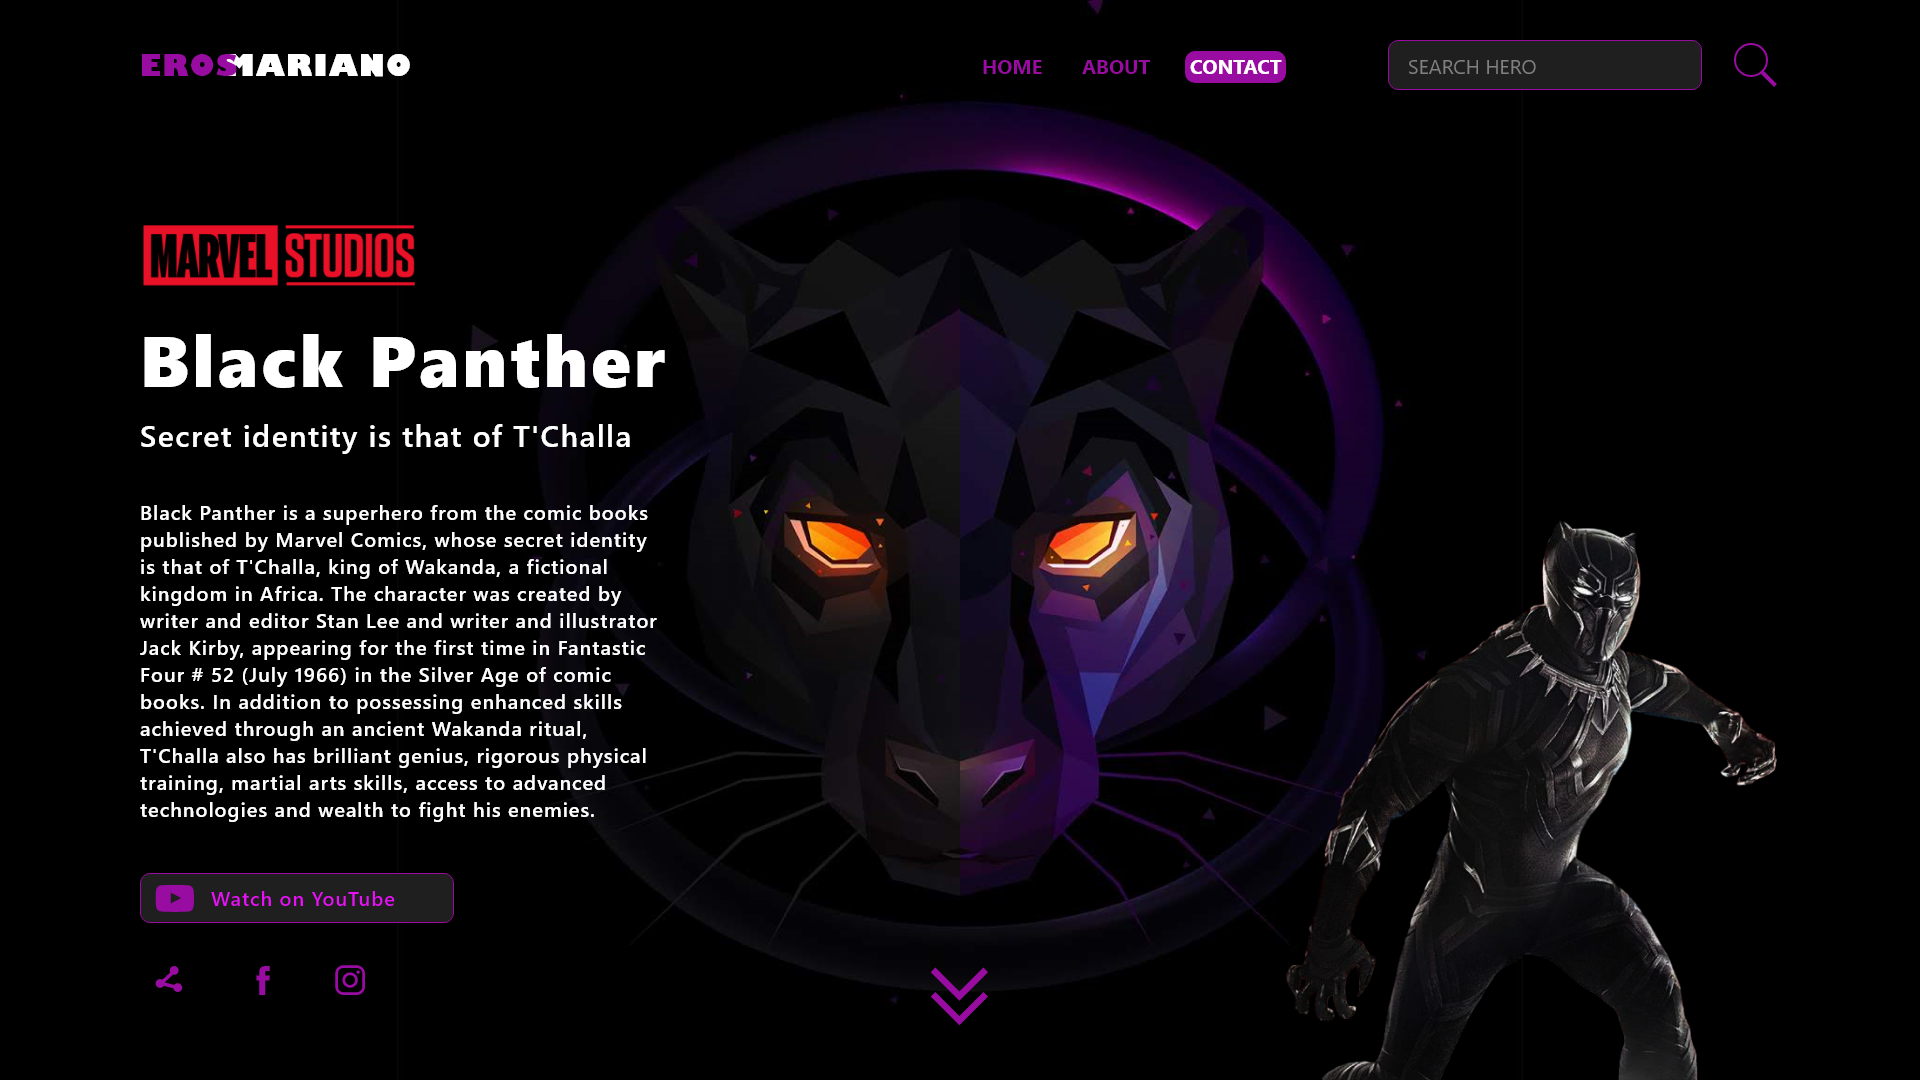 EROSMARIANO
HOME ABOUT CONTACT SEARCH HERO
MARVEL STUDIOS
Black Panther
Secret identity is that of T'Challa
Black Panther is a superhero from the comic books
published by Marvel Comics, whose secret identity
is that of T'Challa, king of Wakanda, a fictional
kingdom in Africa. The character was created by
writer and editor Stan Lee and writer and illustrator
Jack Kirby, appearing for the first time in Fantastic
Four # 52 (July 1966) in the Silver Age of comic
books. In addition to possessing enhanced skills
achieved through an ancient Wakanda ritual,
T'Challa also has brilliant genius, rigorous physical
training, martial arts skills, access to advanced
technologies and wealth to fight his enemies.
Watch on YouTube